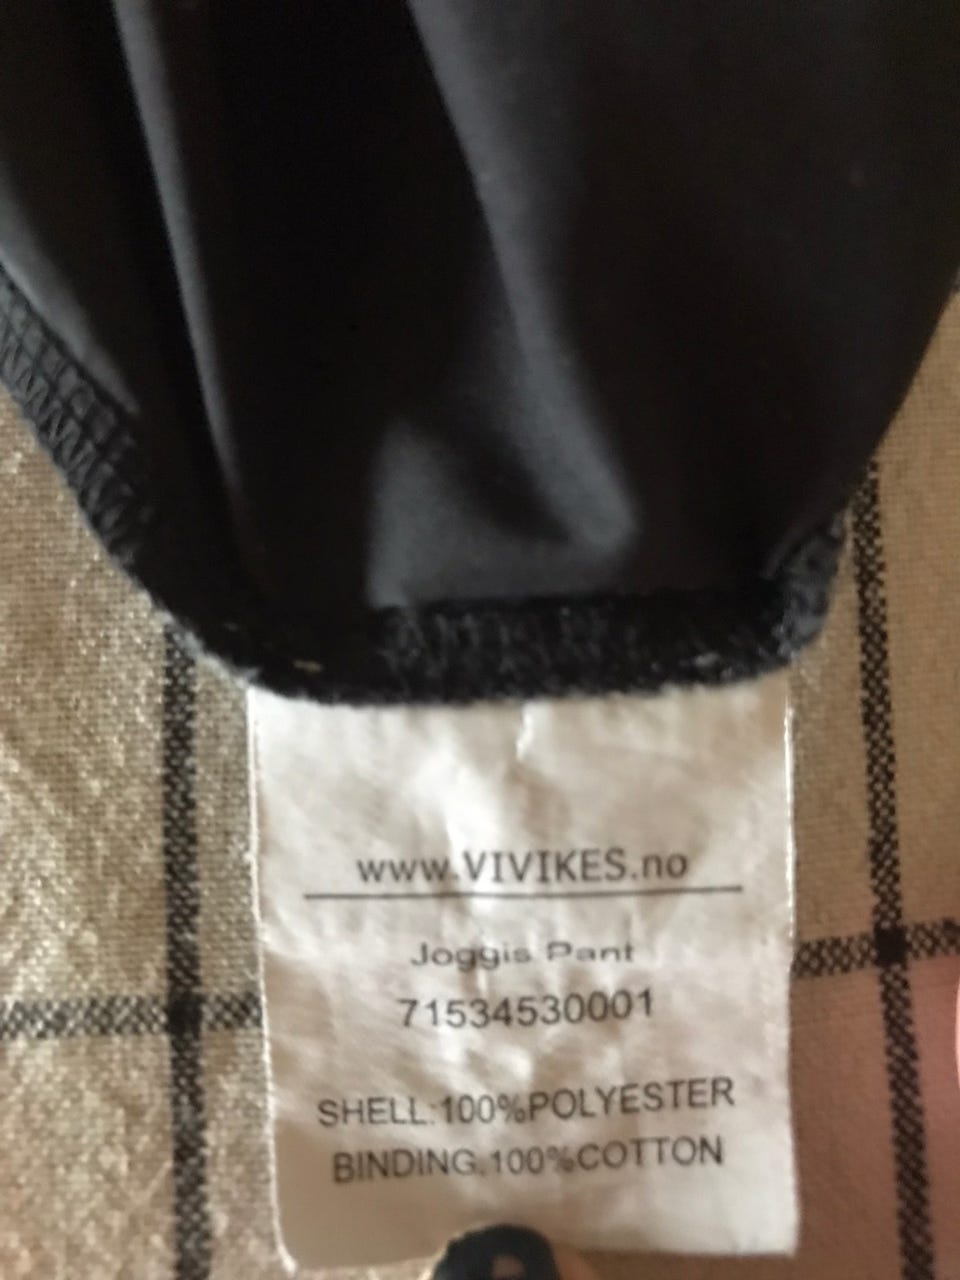 www.VIVIKES.no
Joggis Pant
71534530001
SHELL:100%POLYESTER
BINDING:100%COTTON